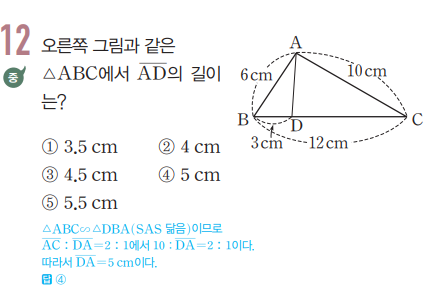 12 오른쪽 그림과 같은
중 △ABC에서 AD의 길이
는?
① 3.5 cm ② 4 cm
③ 4.5 cm ④ 5 cm
⑤ 5.5 cm
△ABC∽△DBA(SAS 닮음)이므로
AC : DA=2 : 1에서 10 : DA=2 : 1이다.
따라서 DA=5 cm이다.
답 ④
A
6 cm 10 cm
B D C
3 cm 12 cm